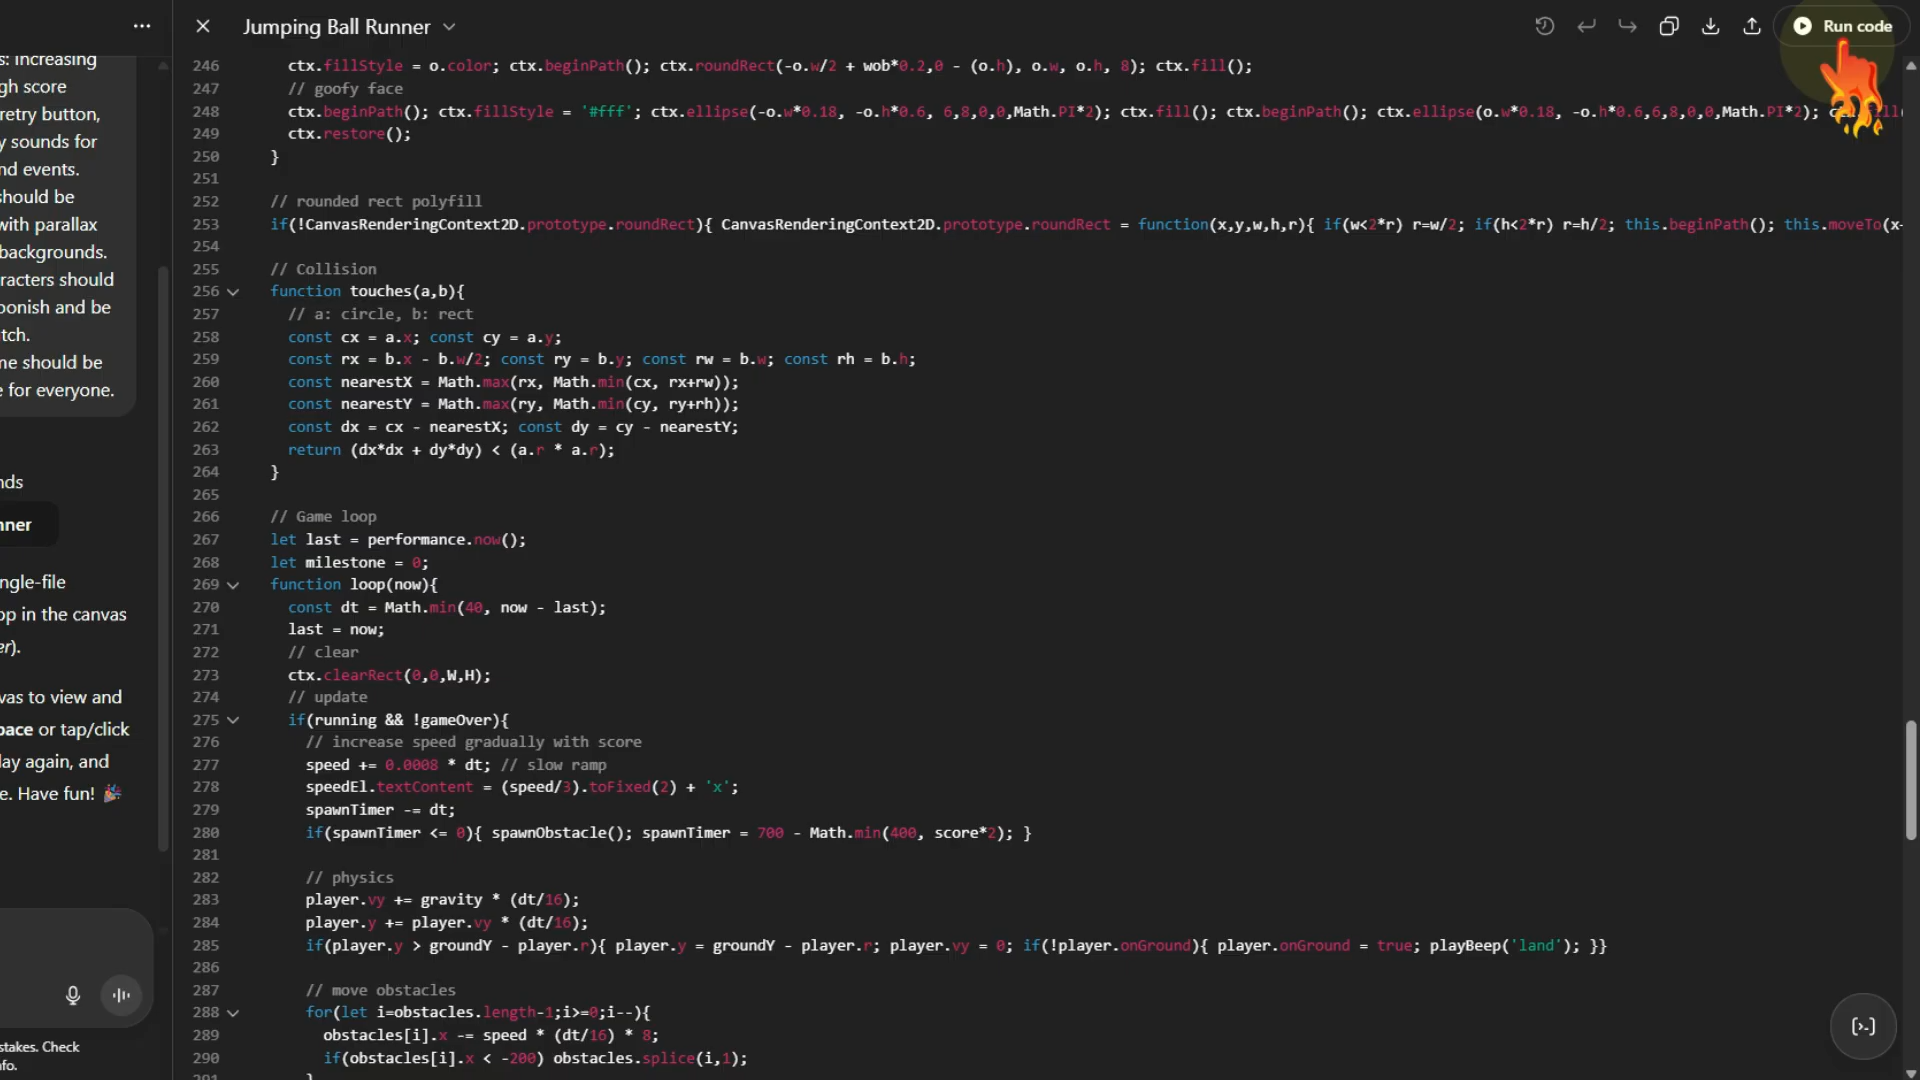 Jumping Ball Runner
Run code
s: Increasing
gh score
retry button,
y sounds for
nd events.
should be
with parallax
backgrounds.
racters should
oonish and be
tch.
me should be
e for everyone.
nds
nner
ngle-file
op in the canvas
er).
vas to view and
pace or tap/click
lay again, and
e. Have fun! 🎉
stakes. Check
nfo.
246 ctx.fillStyle = o.color; ctx.beginPath(); ctx.roundRect(-o.w/2 + wob*0.2,0 - (o.h), o.w, o.h, 8); ctx.fill();
247 // goofy face
248 ctx.beginPath(); ctx.fillStyle = '#fff'; ctx.ellipse(-o.w*0.18, -o.h*0.6, 6,8,0,0,Math.PI*2); ctx.fill(); ctx.beginPath(); ctx.ellipse(o.w*0.18, -o.h*0.6,6,8,0,0,Math.PI*2);
249 ctx.restore();
250 }
251
252 // rounded rect polyfill
253 if(!CanvasRenderingContext2D.prototype.roundRect){ CanvasRenderingContext2D.prototype.roundRect = function(x,y,w,h,r){ if(w<2*r) r=w/2; if(h<2*r) r=h/2; this.beginPath(); this.moveTo(x+
254
255 // Collision
256 function touches(a,b){
257 // a: circle, b: rect
258 const cx = a.x; const cy = a.y;
259 const rx = b.x - b.w/2; const ry = b.y; const rw = b.w; const rh = b.h;
260 const nearestX = Math.max(rx, Math.min(cx, rx+rw));
261 const nearestY = Math.max(ry, Math.min(cy, ry+rh));
262 const dx = cx - nearestX; const dy = cy - nearestY;
263 return (dx*dx + dy*dy) < (a.r * a.r);
264 }
265
266 // Game loop
267 let last = performance.now();
268 let milestone = 0;
269 function loop(now){
270 const dt = Math.min(40, now - last);
271 last = now;
272 // clear
273 ctx.clearRect(0,0,W,H);
274 // update
275 if(running && !gameOver){
276 // increase speed gradually with score
277 speed += 0.0008 * dt; // slow ramp
278 speedEl.textContent = (speed/3).toFixed(2) + 'x';
279 spawnTimer -= dt;
280 if(spawnTimer <= 0){ spawnObstacle(); spawnTimer = 700 - Math.min(400, score*2); }
281
282 // physics
283 player.vy += gravity * (dt/16);
284 player.y += player.vy * (dt/16);
285 if(player.y > groundY - player.r){ player.y = groundY - player.r; player.vy = 0; if(!player.onGround){ player.onGround = true; playBeep('land'); }}
286
287 // move obstacles
288 for(let i=obstacles.length-1;i>=0;i--){
289 obstacles[i].x -= speed * (dt/16) * 8;
290 if(obstacles[i].x < -200) obstacles.splice(i,1);